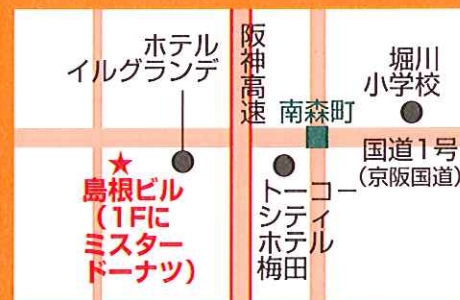 ホテル
イルグランデ
阪神高速
南森町
堀川
小学校
国道1号
(京阪国道)
島根ビル
(1Fに
ミスター
ドーナツ)
トーコー
シティ
ホテル
梅田